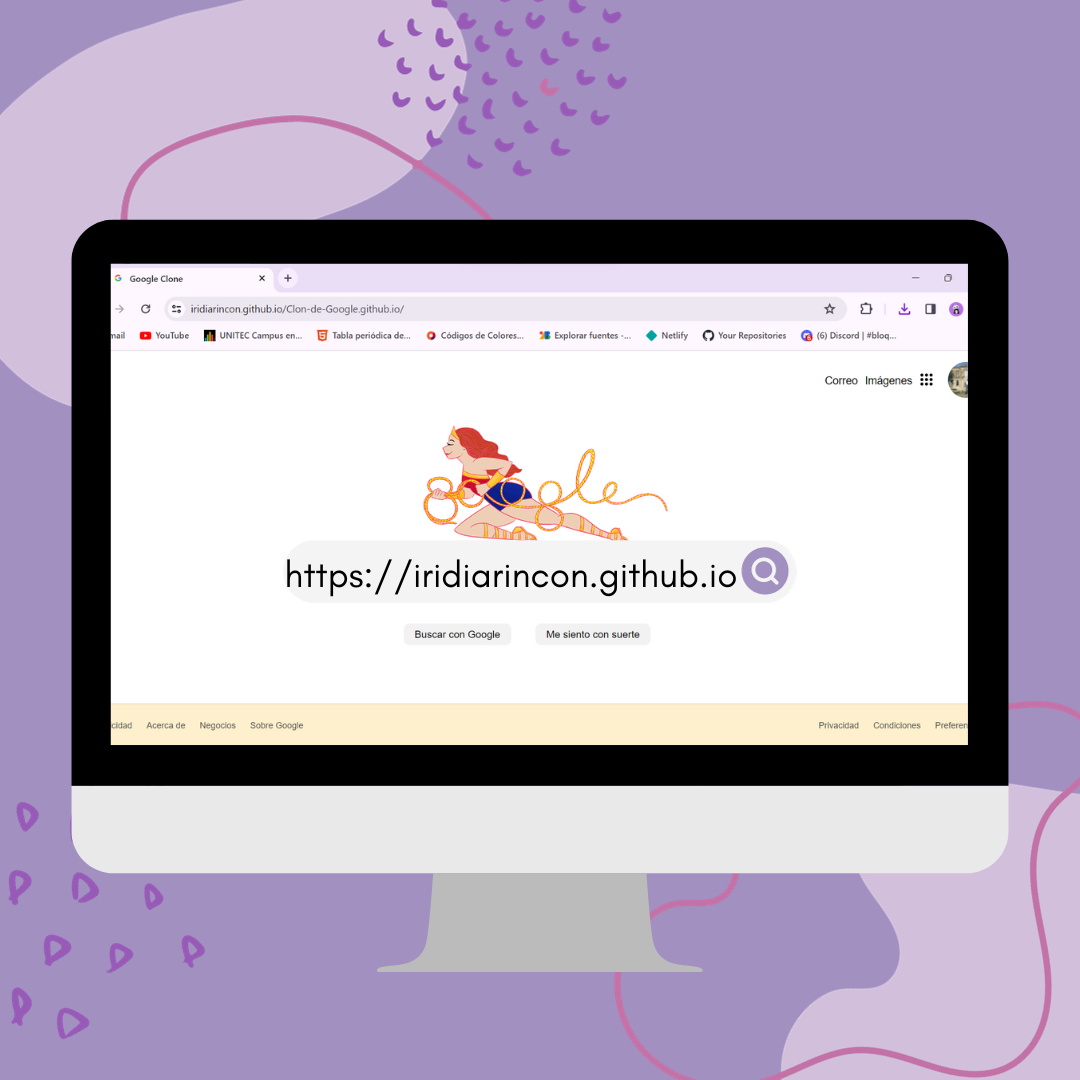 Google Clone
iridiarincon.github.io/Clon-de-Google.github.io/
mail YouTube UNITEC Campus en... Tabla periódica de... Códigos de Colores... Explorar fuentes -... Netlify Your Repositories (6) Discord | #bloq...
Correo Imágenes
Google
https://iridiarincon.github.io
Buscar con Google Me siento con suerte
cidad Acerca de Negocios Sobre Google Privacidad Condiciones Preferen